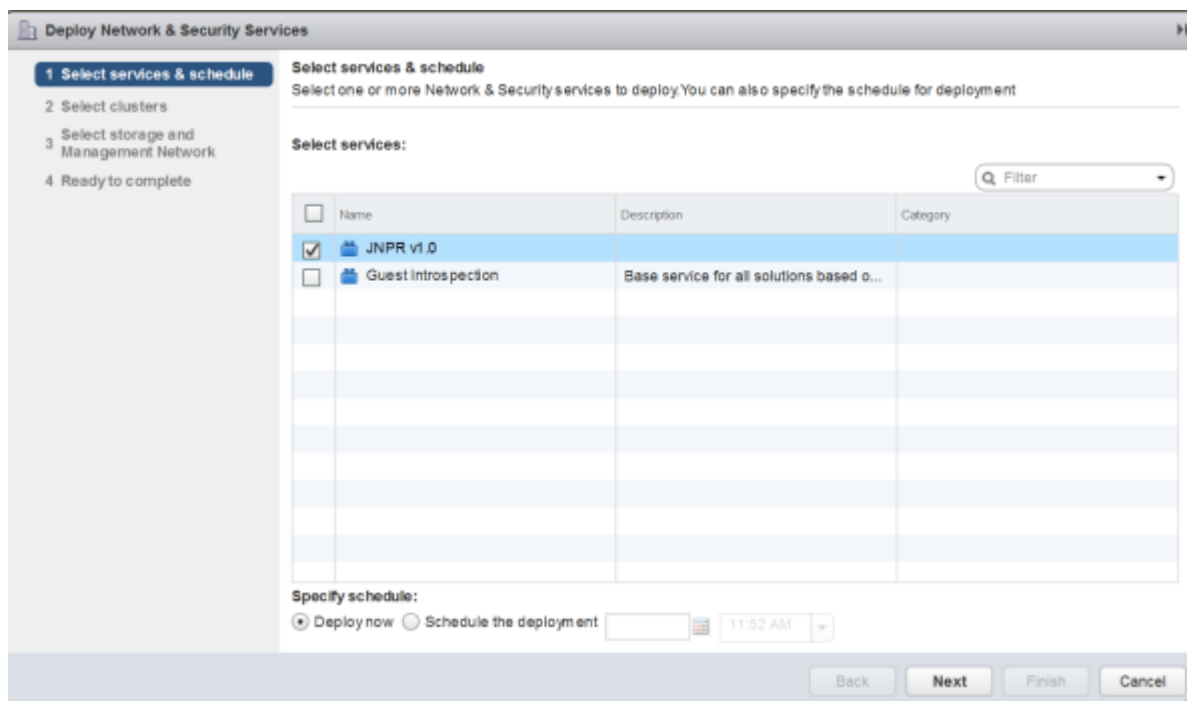 Deploy Network & Security Services
1 Select services & schedule
2 Select clusters
3 Select storage and
Management Network
4 Ready to complete
Select services & schedule
Select one or more Network & Security services to deploy.You can also specify the schedule for deployment
Select services:
Filter
Name Description Category
JNPR v1.0
Guest Introspection Base service for all solutions based o...
Specify schedule:
Deploy now Schedule the deployment 11:52 AM
Back Next Finish Cancel